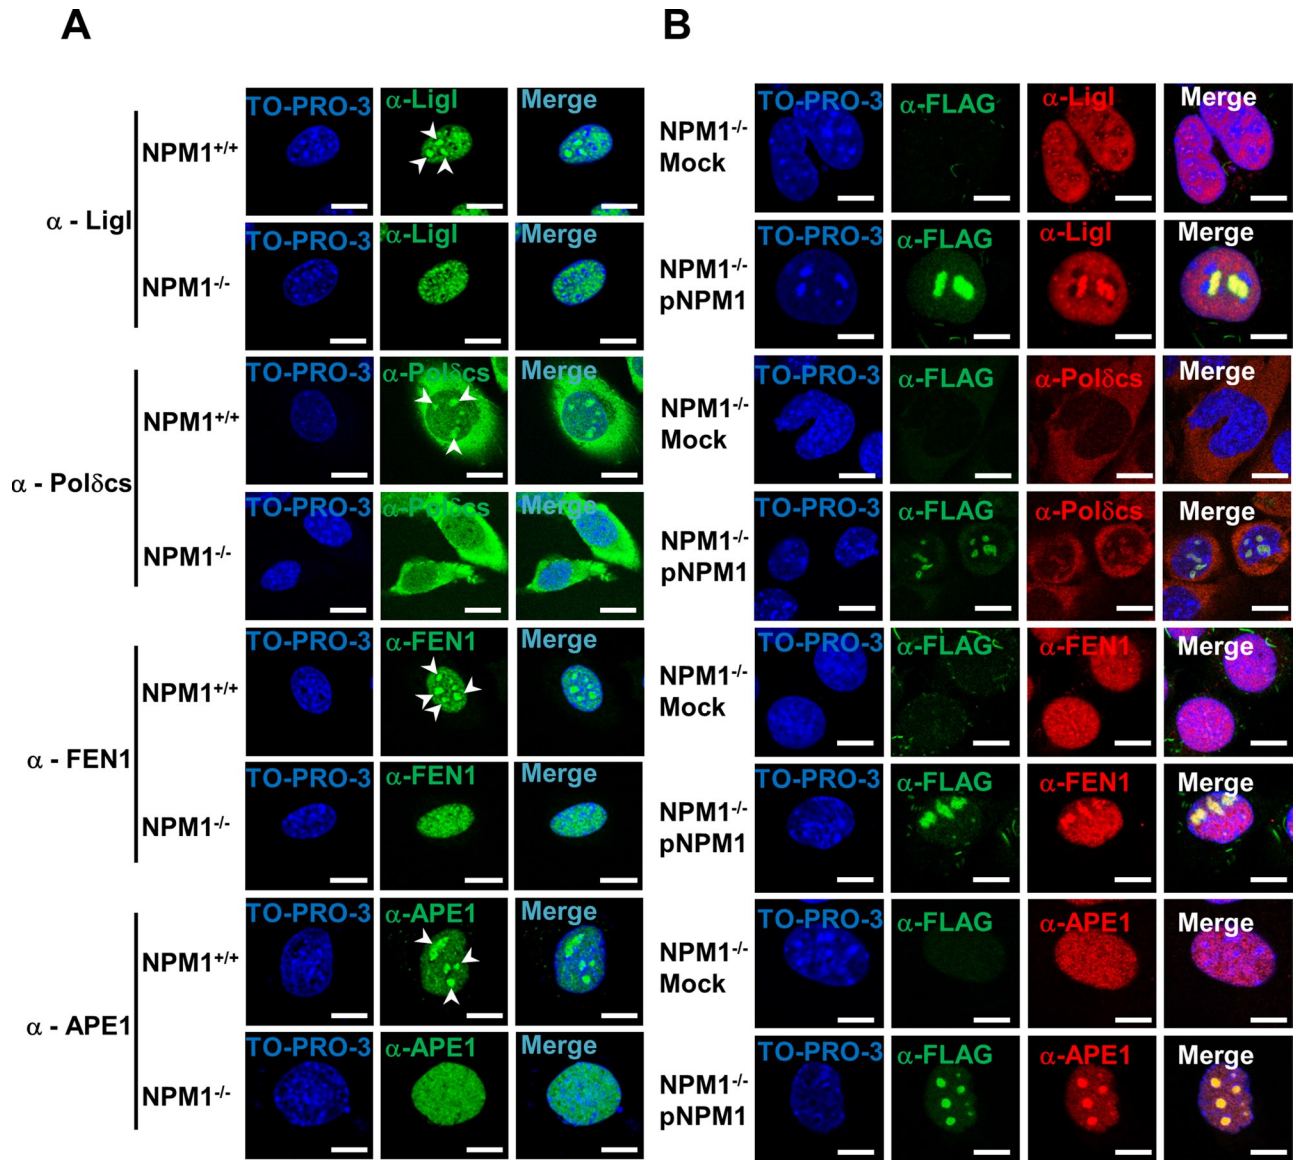 A
α - LigI
NPM1+/+
TO-PRO-3 α-LigI Merge
NPM1-/-
TO-PRO-3 α-LigI Merge
α - Polδcs
NPM1+/+
TO-PRO-3 α-Polδcs Merge
NPM1-/-
TO-PRO-3 α-Polδcs Merge
α - FEN1
NPM1+/+
TO-PRO-3 α-FEN1 Merge
NPM1-/-
TO-PRO-3 α-FEN1 Merge
α - APE1
NPM1+/+
TO-PRO-3 α-APE1 Merge
NPM1-/-
TO-PRO-3 α-APE1 Merge
B
NPM1-/-
Mock
TO-PRO-3 α-FLAG α-LigI Merge
NPM1-/-
pNPM1
TO-PRO-3 α-FLAG α-LigI Merge
NPM1-/-
Mock
TO-PRO-3 α-FLAG α-Polδcs Merge
NPM1-/-
pNPM1
TO-PRO-3 α-FLAG α-Polδcs Merge
NPM1-/-
Mock
TO-PRO-3 α-FLAG α-FEN1 Merge
NPM1-/-
pNPM1
TO-PRO-3 α-FLAG α-FEN1 Merge
NPM1-/-
Mock
TO-PRO-3 α-FLAG α-APE1 Merge
NPM1-/-
pNPM1
TO-PRO-3 α-FLAG α-APE1 Merge